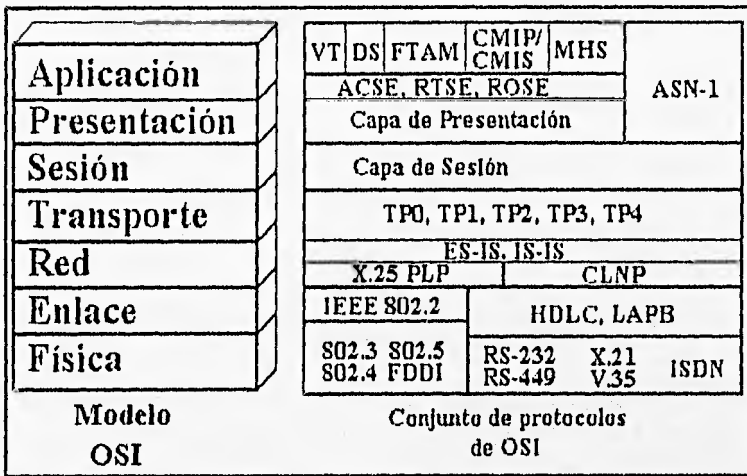 Aplicación
Presentación
Sesión
Transporte
Red
Enlace
Física
Modelo
OSI
VT DS FTAM CMIP/ CMIS MHS
ACSE, RTSE, ROSE
ASN-1
Capa de Presentación
Capa de Sesión
TP0, TP1, TP2, TP3, TP4
ES-IS, IS-IS
X.25 PLP CLNP
IEEE 802.2
HDLC, LAPB
802.3 802.5
802.4 FDDI
RS-232 X.21
RS-449 V.35
ISDN
Conjunto de protocolos
de OSI